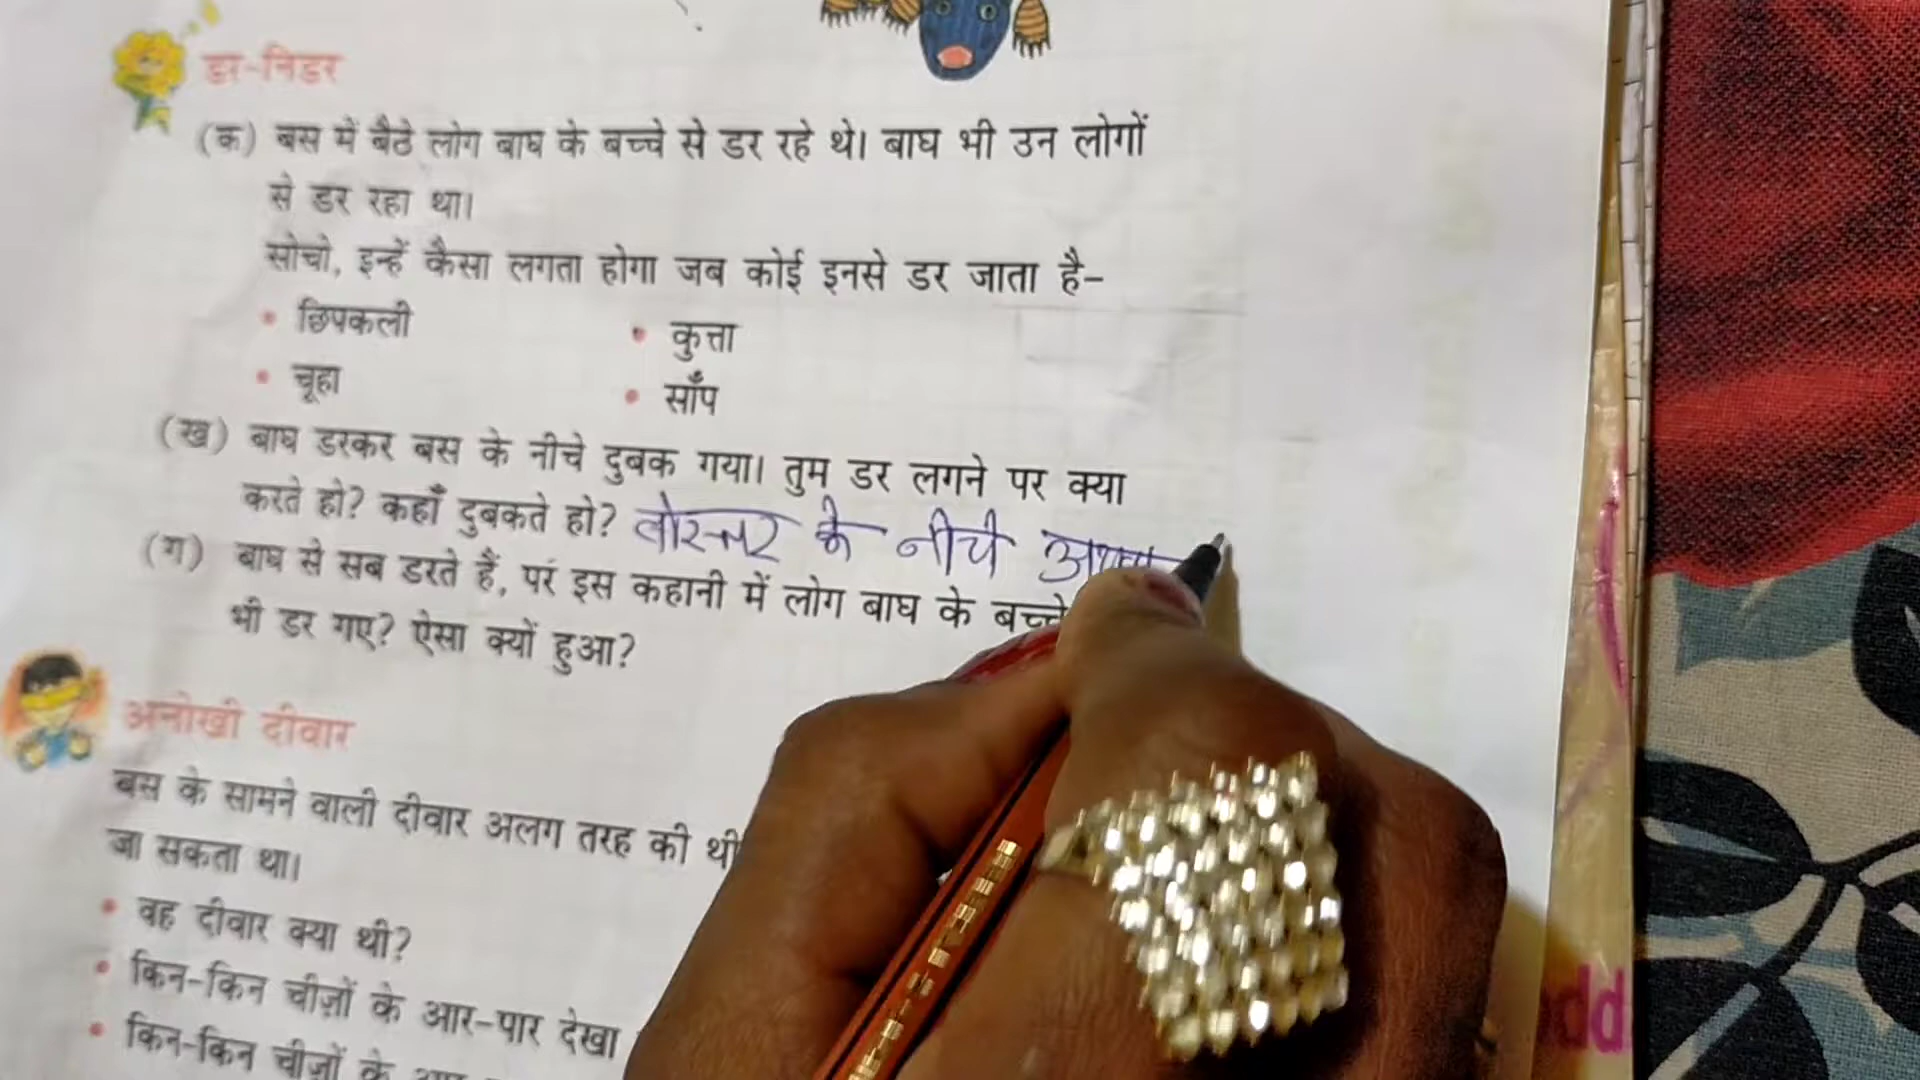 डर-निडर
(क) बस में बैठे लोग बाघ के बच्चे से डर रहे थे। बाघ भी उन लोगों
से डर रहा था।
सोचो, इन्हें कैसा लगता होगा जब कोई इनसे डर जाता है-
• छिपकली • कुत्ता
• चूहा • साँप
(ख) बाघ डरकर बस के नीचे दुबक गया। तुम डर लगने पर क्या
करते हो? कहाँ दुबकते हो? के नीचे
(ग) बाघ से सब डरते हैं, पर इस कहानी में लोग बाघ के बच्चे
भी डर गए? ऐसा क्यों हुआ?
अनोखी दीवार
बस के सामने वाली दीवार अलग तरह की थी
जा सकता था।
• वह दीवार क्या थी?
• किन-किन चीज़ों के आर-पार देखा
• किन-किन चीज़ों के
dd